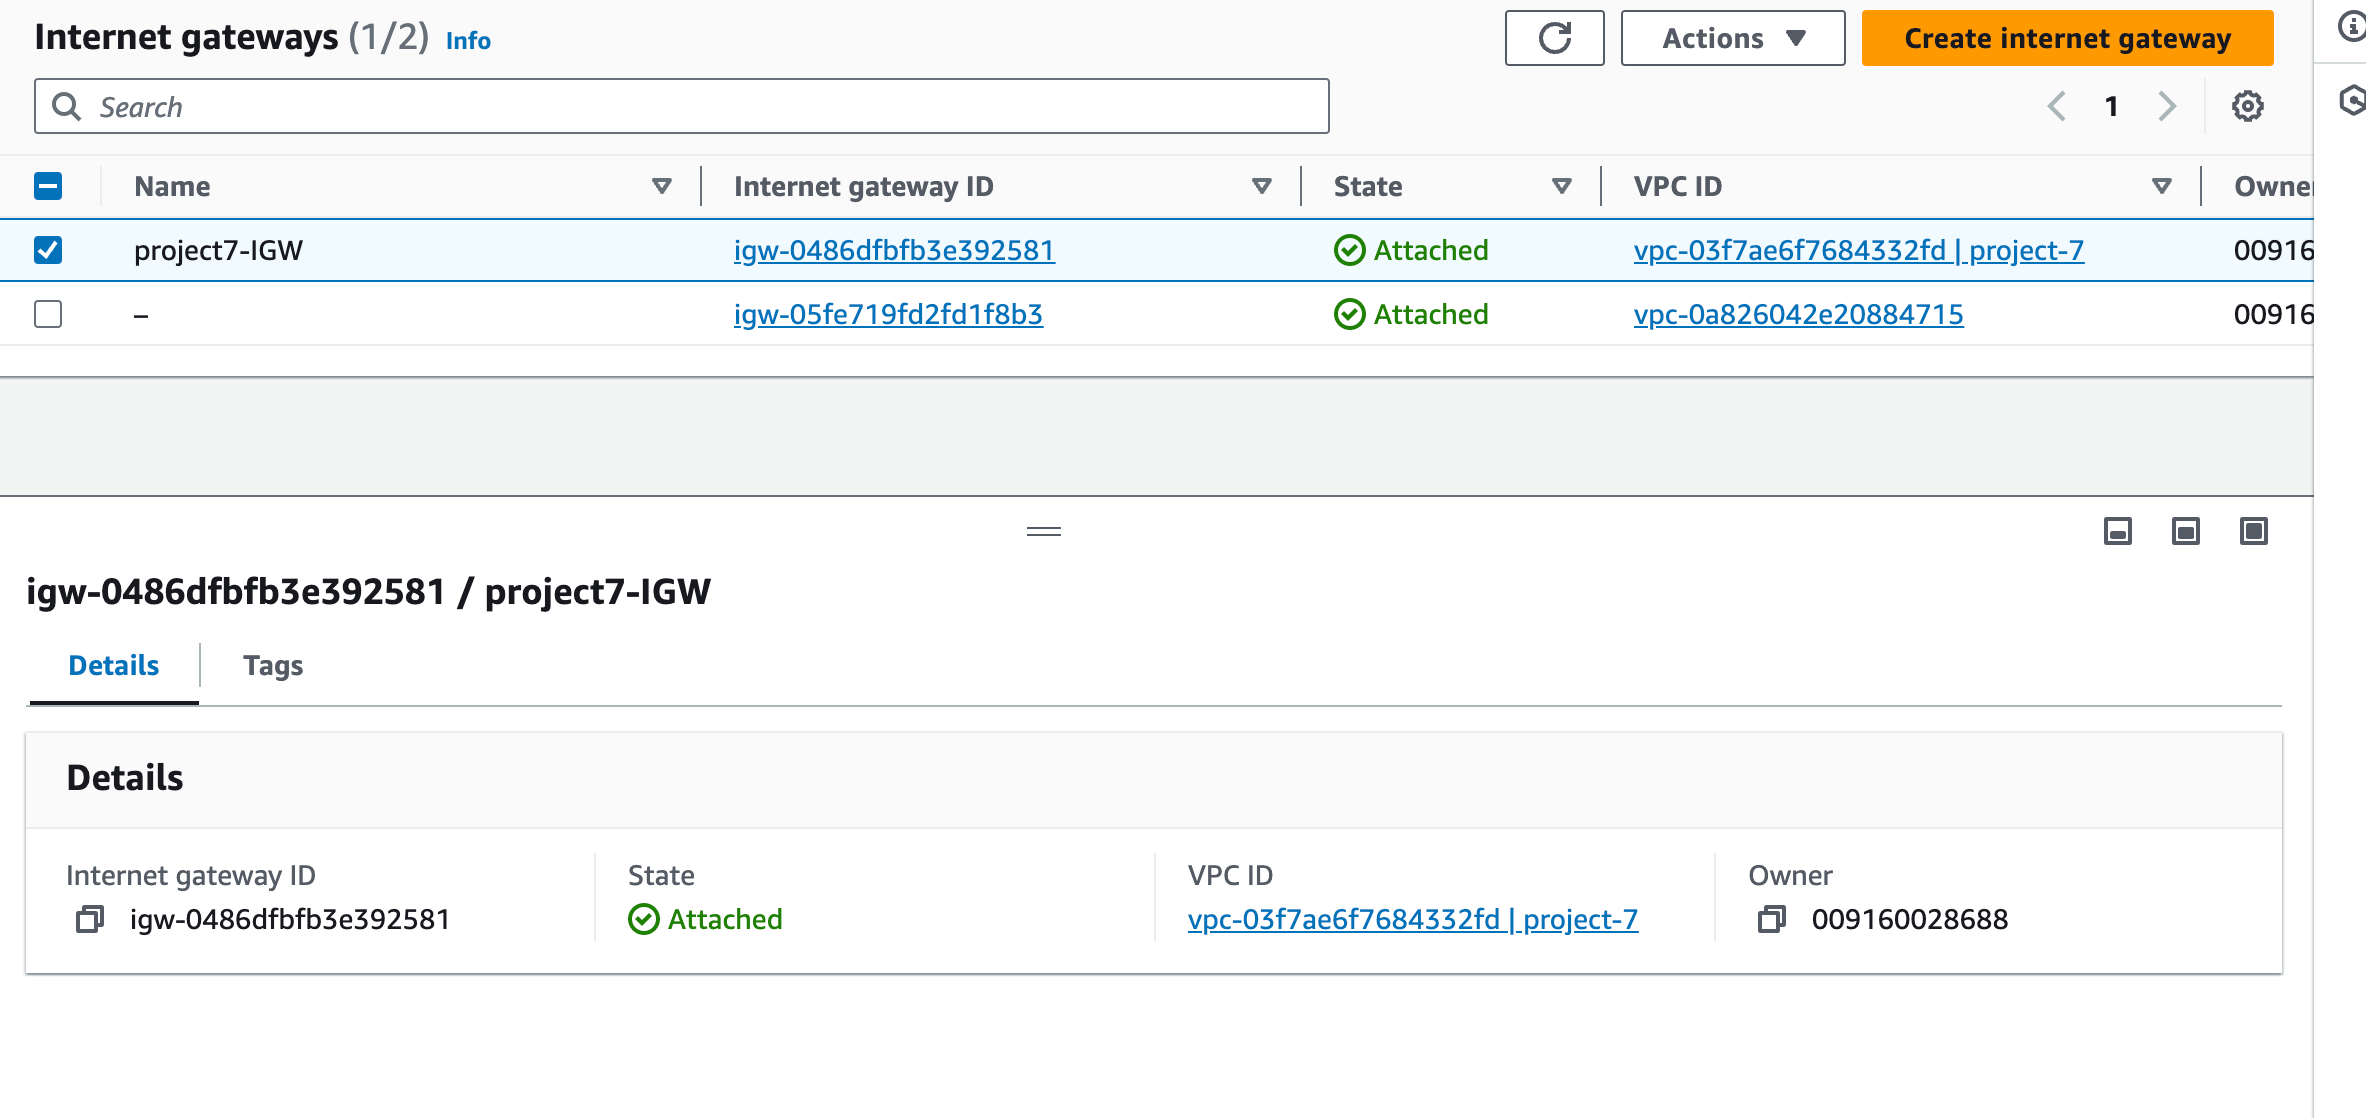 Internet gateways (1/2) Info
Actions
Create internet gateway
Search
1
Name Internet gateway ID State VPC ID Owner
project7-IGW igw-0486dfbfb3e392581 Attached vpc-03f7ae6f7684332fd | project-7 00916
– igw-05fe719fd2fd1f8b3 Attached vpc-0a826042e20884715 00916
igw-0486dfbfb3e392581 / project7-IGW
Details Tags
Details
Internet gateway ID State VPC ID Owner
igw-0486dfbfb3e392581 Attached vpc-03f7ae6f7684332fd | project-7 009160028688